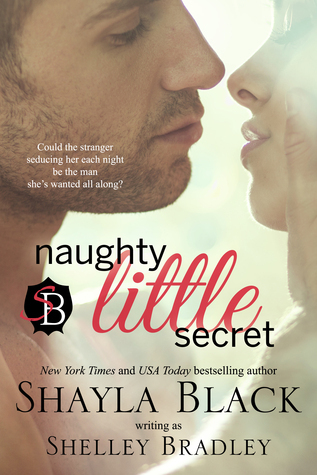 Could the stranger
seducing her each night
be the man
she's wanted all along?
naughty
little
SB
secret
New York Times and USA Today bestselling author
SHAYLA BLACK
writing as
SHELLEY BRADLEY